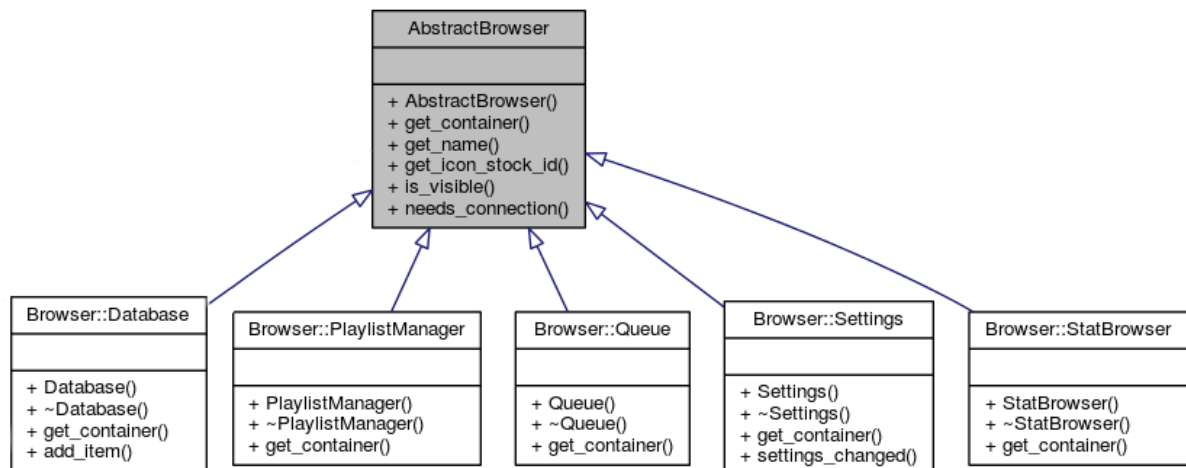 AbstractBrowser
+ AbstractBrowser()
+ get_container()
+ get_name()
+ get_icon_stock_id()
+ is_visible()
+ needs_connection()
Browser::Database
+ Database()
+ ~Database()
+ get_container()
+ add_item()
Browser::PlaylistManager
+ PlaylistManager()
+ ~PlaylistManager()
+ get_container()
Browser::Queue
+ Queue()
+ ~Queue()
+ get_container()
Browser::Settings
+ Settings()
+ ~Settings()
+ get_container()
+ settings_changed()
Browser::StatBrowser
+ StatBrowser()
+ ~StatBrowser()
+ get_container()